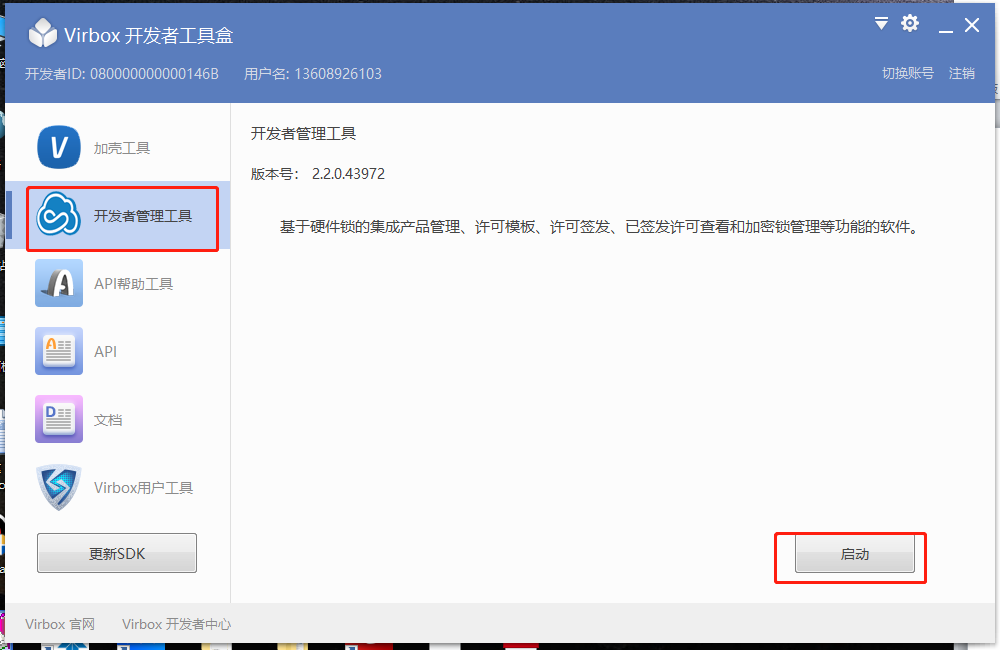 Virbox 开发者工具盒
开发者ID: 080000000000146B 用户名: 13608926103
切换账号 注销
加壳工具
开发者管理工具
API帮助工具
API
文档
Virbox用户工具
更新SDK
开发者管理工具
版本号： 2.2.0.43972
基于硬件锁的集成产品管理、许可模板、许可签发、已签发许可查看和加密锁管理等功能的软件。
启动
Virbox 官网 Virbox 开发者中心